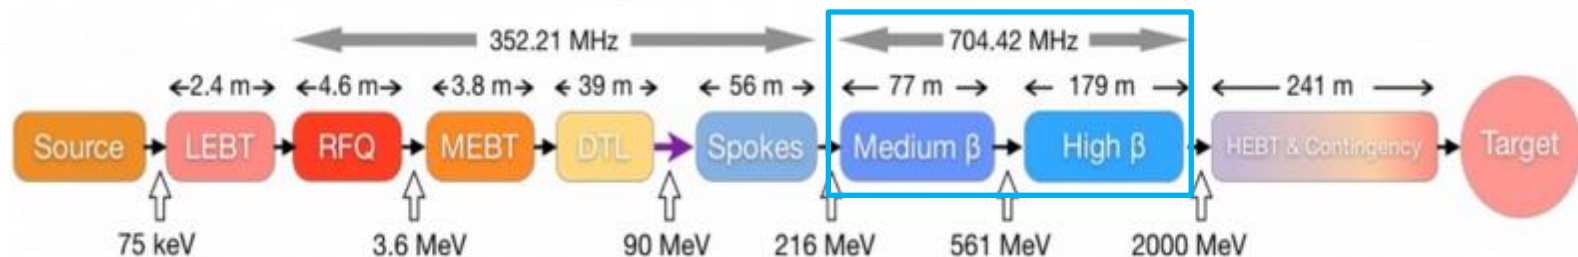 352.21 MHz 704.42 MHz
2.4 m 4.6 m 3.8 m 39 m 56 m 77 m 179 m 241 m
Source LEBT RFQ MEBT DTL Spokes Medium β High β HEBT & Contingency Target
75 keV 3.6 MeV 90 MeV 216 MeV 561 MeV 2000 MeV